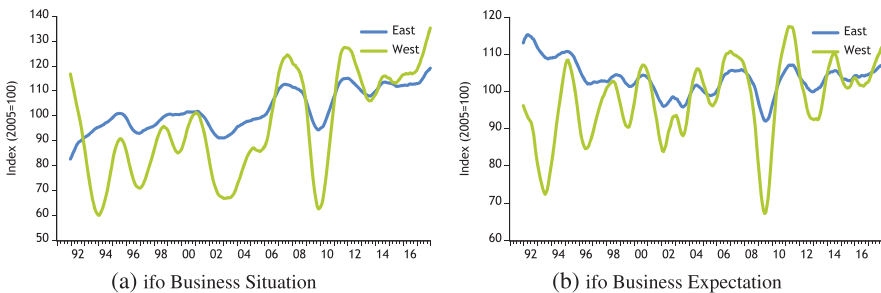 140
130
120
110
100
90
80
70
60
50
Index (2005=100)
East
West
92 94 96 98 00 02 04 06 08 10 12 14 16
(a) ifo Business Situation
120
110
100
90
80
70
60
Index (2005=100)
East
West
92 94 96 98 00 02 04 06 08 10 12 14 16
(b) ifo Business Expectation